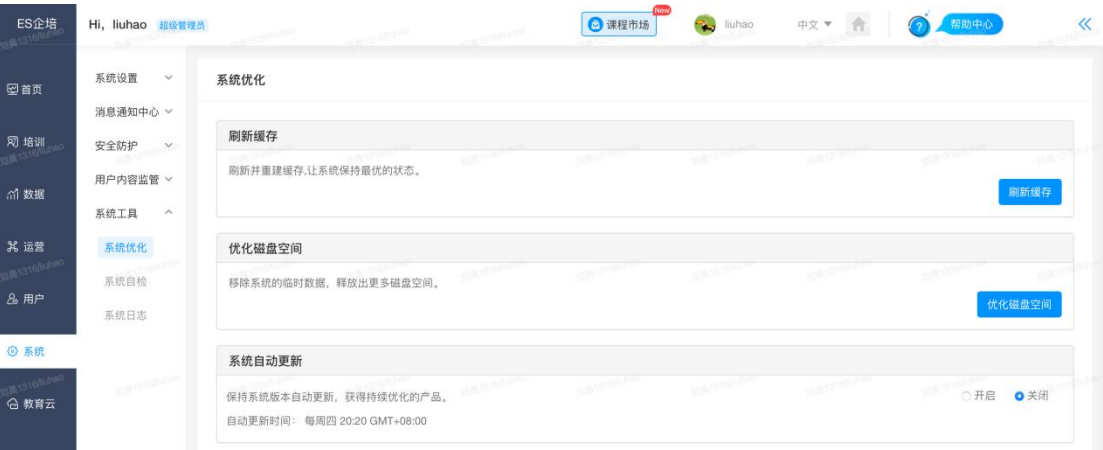 ES企培
Hi, liuhao 超级管理员
New
课程市场
liuhao
中文
帮助中心
首页
培训
数据
运营
用户
系统
教育云
系统设置
消息通知中心
安全防护
用户内容监管
系统工具
系统优化
系统自检
系统日志
系统优化
刷新缓存
刷新并重建缓存,让系统保持最优的状态。
刷新缓存
优化磁盘空间
移除系统的临时数据，释放出更多磁盘空间。
优化磁盘空间
系统自动更新
保持系统版本自动更新，获得持续优化的产品。
开启 关闭
自动更新时间： 每周四 20:20 GMT+08:00